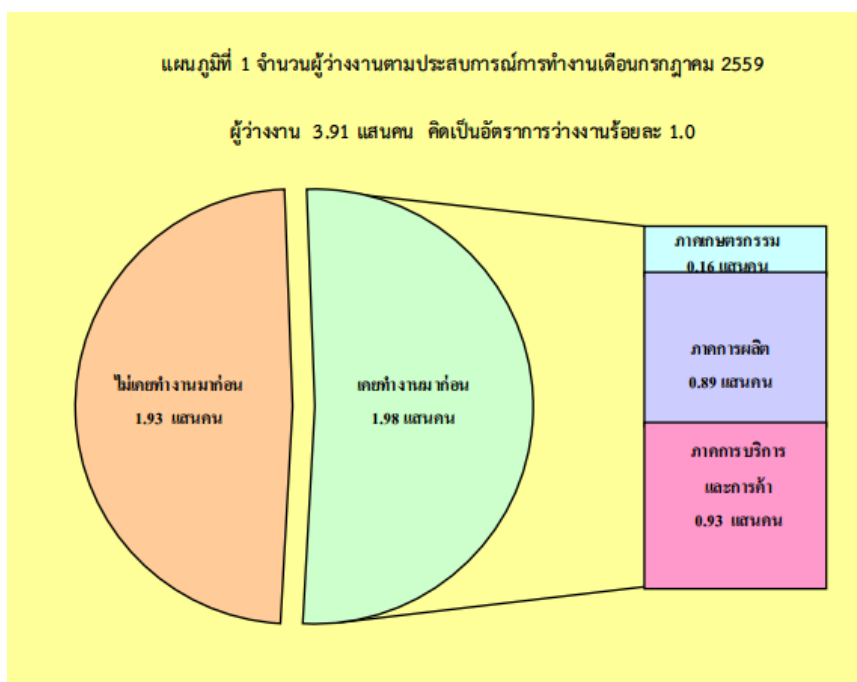 แผนภูมิที่ 1 จำนวนผู้ว่างงานตามประสบการณ์การทำงานเดือนกรกฎาคม 2559
ผู้ว่างงาน 3.91 แสนคน คิดเป็นอัตราการว่างงานร้อยละ 1.0
ไม่เคยทำงานมาก่อน
1.93 แสนคน
เคยทำงานมาก่อน
1.98 แสนคน
ภาคเกษตรกรรม
0.16 แสนคน
ภาคการผลิต
0.89 แสนคน
ภาคการบริการ
และการค้า
0.93 แสนคน